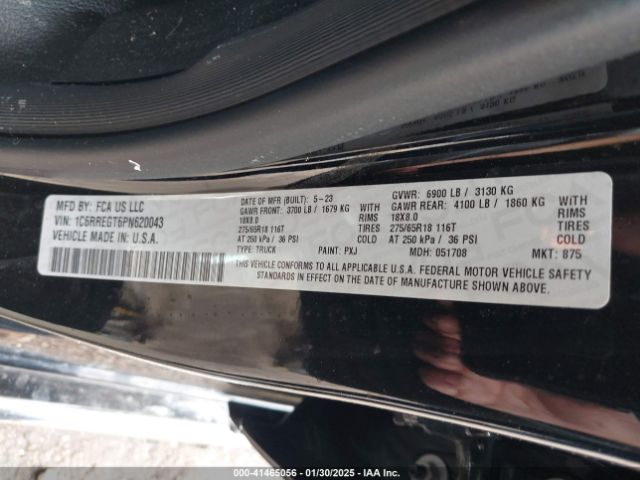 MFD BY: FCA US LLC
VIN: 1C6RREGT6PN620043
VEHICLE MADE IN: U.S.A.
DATE OF MFR (BUILT): 5-23
GAWR FRONT: 3700 LB / 1679 KG WITH
18X8.0 RIMS
275/65R18 116T TIRES
AT 250 kPa / 36 PSI COLD
TYPE: TRUCK PAINT: PXJ
GVWR: 6900 LB / 3130 KG
GAWR REAR: 4100 LB / 1860 KG WITH
18X8.0 RIMS
275/65R18 116T TIRES
AT 250 kPa / 36 PSI COLD
MDH: 051708 MKT: 875
THIS VEHICLE CONFORMS TO ALL APPLICABLE U.S.A. FEDERAL MOTOR VEHICLE SAFETY
STANDARDS IN EFFECT ON THE DATE OF MANUFACTURE SHOWN ABOVE.
000-41465056 - 01/30/2025 - IAAI.COM